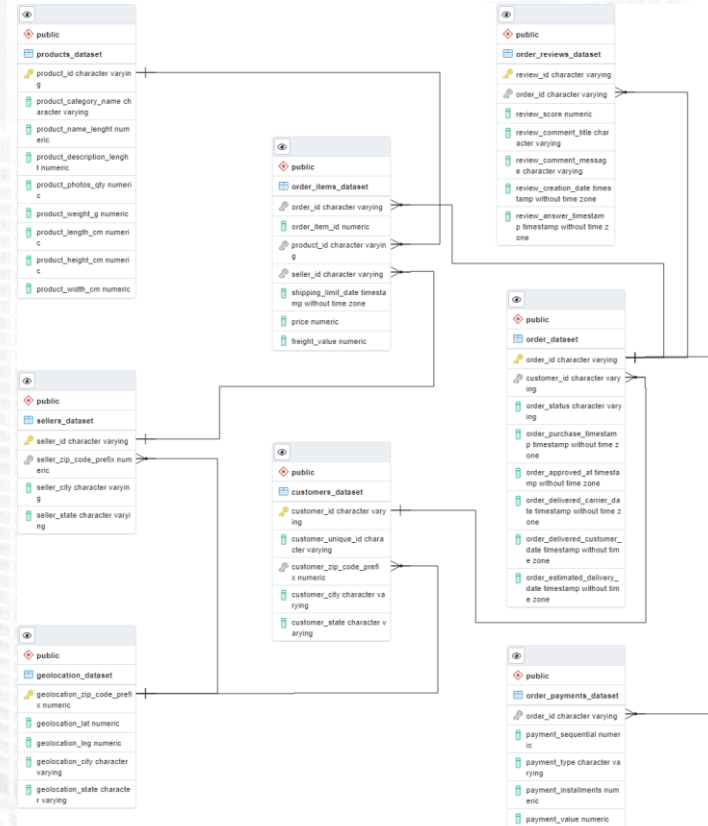 public
products_dataset
product_id character varyin
g
product_category_name ch
aracter varying
product_name_lenght num
eric
product_description_lengh
t numeric
product_photos_qty numeri
c
product_weight_g numeric
product_length_cm numeri
c
product_height_cm numeri
c
product_width_cm numeric
public
order_reviews_dataset
review_id character varying
order_id character varying
review_score numeric
review_comment_title char
acter varying
review_comment_messag
e character varying
review_creation_date times
tamp without time zone
review_answer_timestam
p timestamp without time z
one
public
order_items_dataset
order_id character varying
order_item_id numeric
product_id character varyin
g
seller_id character varying
shipping_limit_date timesta
mp without time zone
price numeric
freight_value numeric
public
order_dataset
order_id character varying
customer_id character vary
ing
order_status character vary
ing
order_purchase_timestam
p timestamp without time z
one
order_approved_at timesta
mp without time zone
order_delivered_carrier_da
te timestamp without time z
one
order_delivered_customer_
date timestamp without tim
e zone
order_estimated_delivery_
date timestamp without tim
e zone
public
sellers_dataset
seller_id character varying
seller_zip_code_prefix num
eric
seller_city character varyin
g
seller_state character varyi
ng
public
customers_dataset
customer_id character vary
ing
customer_unique_id chara
cter varying
customer_zip_code_prefi
x numeric
customer_city character va
rying
customer_state character v
arying
public
geolocation_dataset
geolocation_zip_code_prefi
x numeric
geolocation_lat numeric
geolocation_lng numeric
geolocation_city character
varying
geolocation_state characte
r varying
public
order_payments_dataset
order_id character varying
payment_sequential numer
ic
payment_type character va
rying
payment_installments num
eric
payment_value numeric